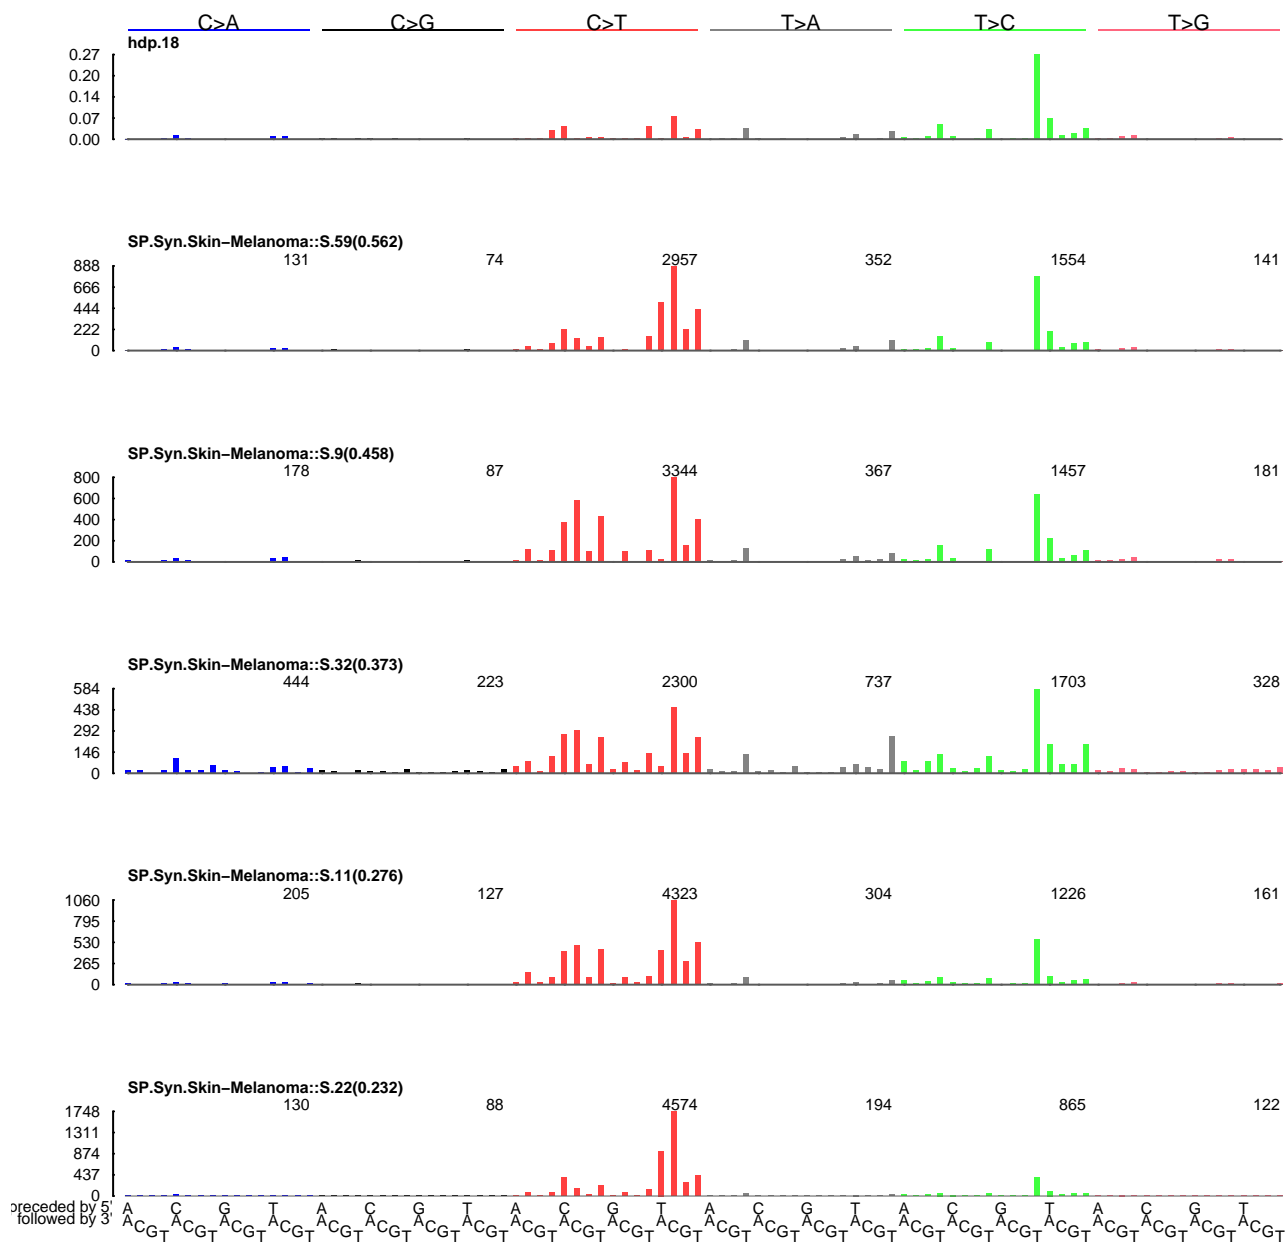 C>A C>G C>T T>A T>C T>G
hdp.18
0.27
0.20
0.14
0.07
0.00
SP.Syn.Skin−Melanoma::S.59(0.562)
131 74 2957 352 1554 141
888
666
444
222
0
SP.Syn.Skin−Melanoma::S.9(0.458)
178 87 3344 367 1457 181
800
600
400
200
0
SP.Syn.Skin−Melanoma::S.32(0.373)
444 223 2300 737 1703 328
584
438
292
146
0
SP.Syn.Skin−Melanoma::S.11(0.276)
205 127 4323 304 1226 161
1060
795
530
265
0
SP.Syn.Skin−Melanoma::S.22(0.232)
130 88 4574 194 865 122
1748
1311
874
437
0
preceded by 5' A C G T A C G T A C G T A C G T A C G T A C G T
followed by 3' A C G T A C G T A C G T A C G T A C G T A C G T A C G T A C G T A C G T A C G T A C G T A C G T A C G T A C G T A C G T A C G T A C G T A C G T A C G T A C G T A C G T A C G T A C G T A C G T